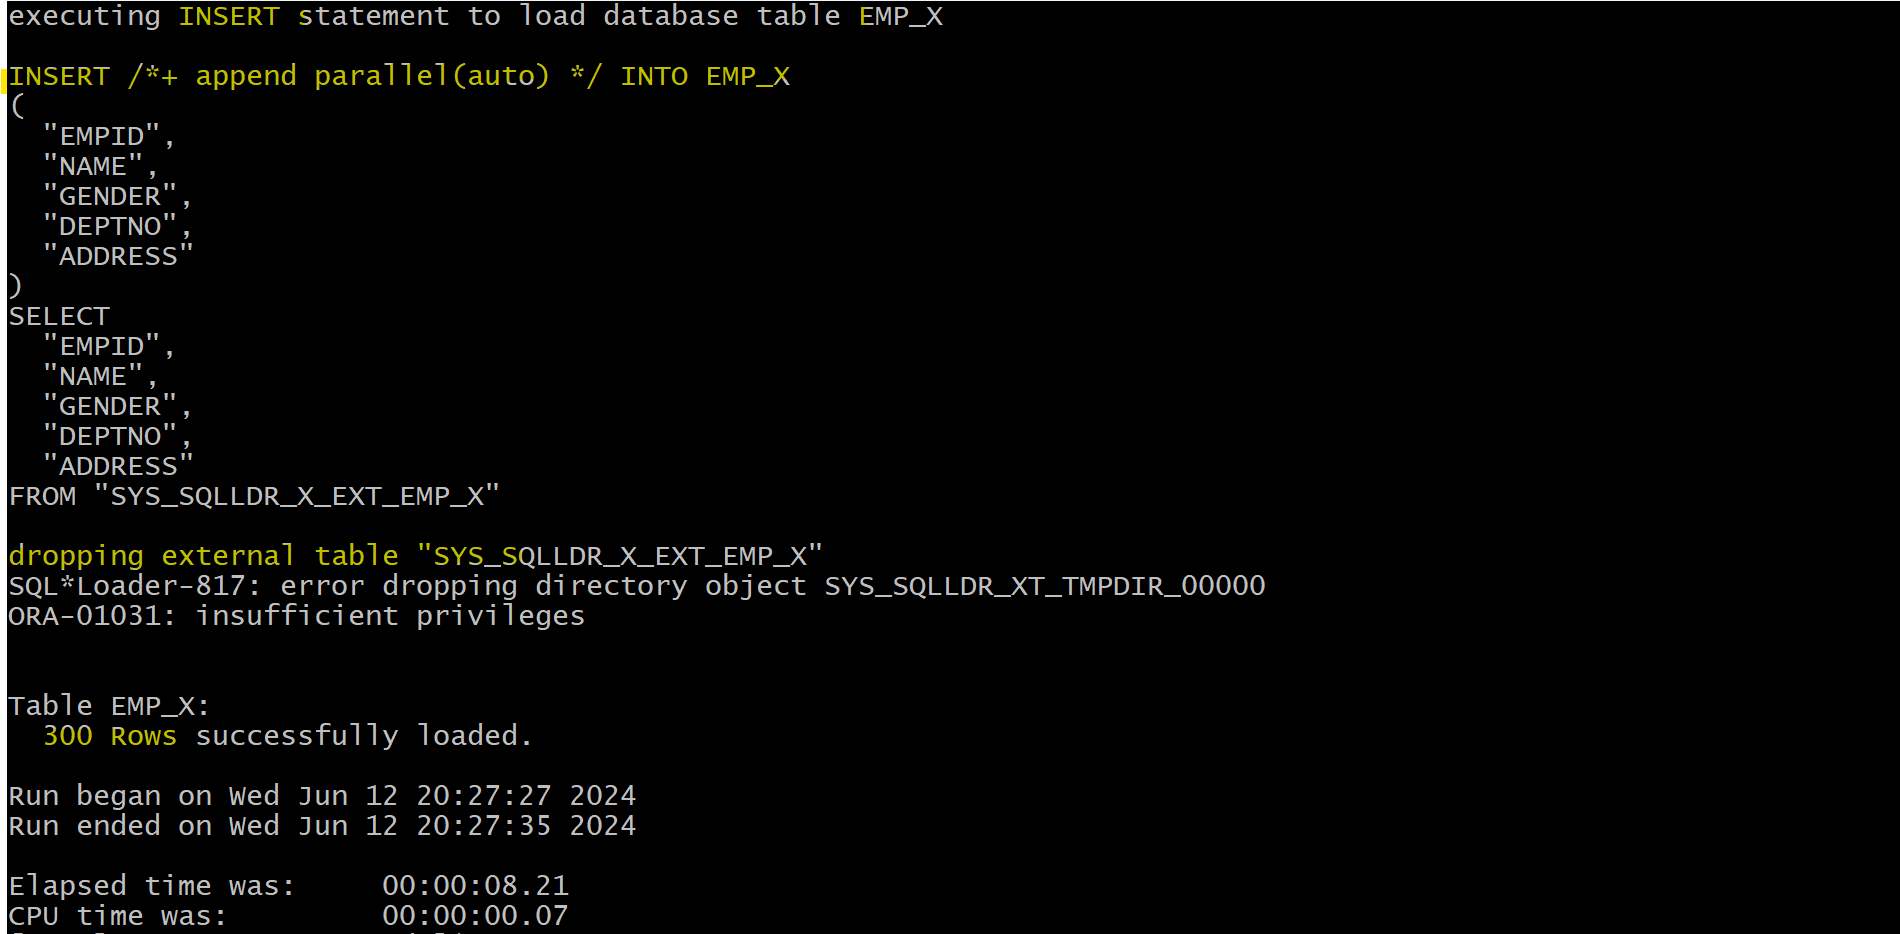 executing INSERT statement to load database table EMP_X
INSERT /*+ append parallel(auto) */ INTO EMP_X
(
"EMPID",
"NAME",
"GENDER",
"DEPTNO",
"ADDRESS"
)
SELECT
"EMPID",
"NAME",
"GENDER",
"DEPTNO",
"ADDRESS"
FROM "SYS_SQLLDR_X_EXT_EMP_X"
dropping external table "SYS_SQLLDR_X_EXT_EMP_X"
SQL*Loader-817: error dropping directory object SYS_SQLLDR_XT_TMPDIR_00000
ORA-01031: insufficient privileges
Table EMP_X:
300 Rows successfully loaded.
Run began on Wed Jun 12 20:27:27 2024
Run ended on Wed Jun 12 20:27:35 2024
Elapsed time was:     00:00:08.21
CPU time was:         00:00:00.07